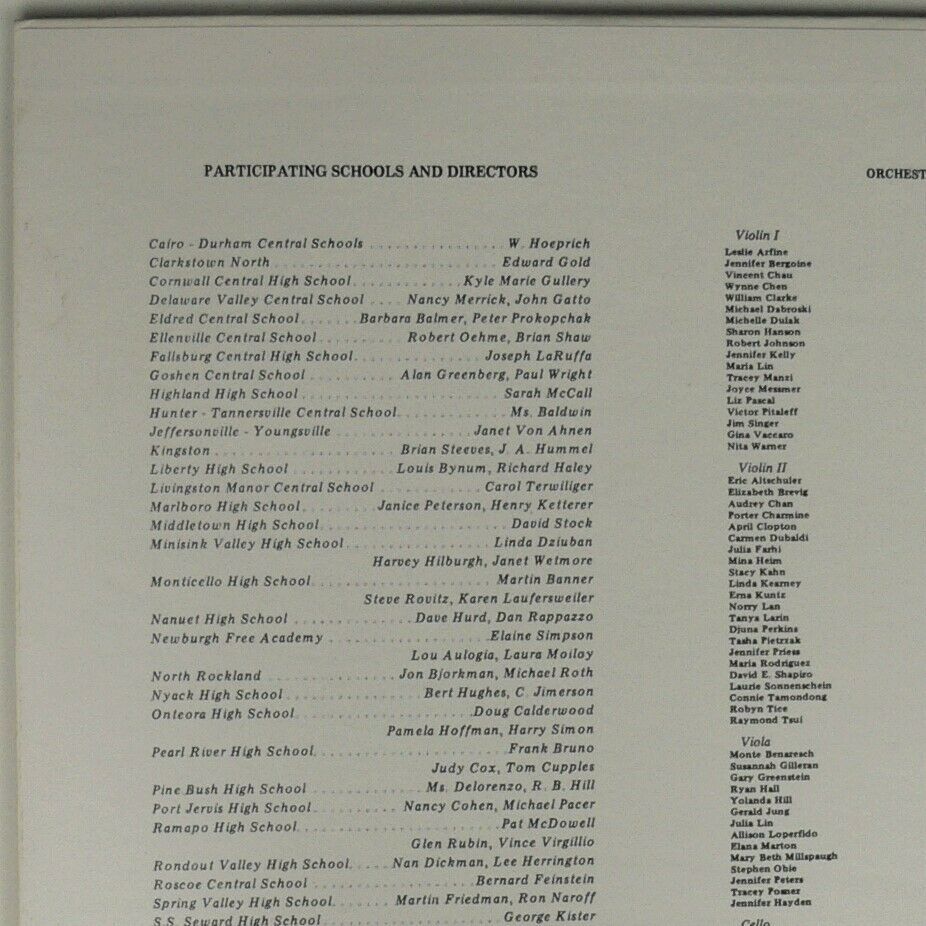 PARTICIPATING SCHOOLS AND DIRECTORS
Cairo - Durham Central Schools ................ W. Hoeprich
Clarkstown North ........................... Edward Gold
Cornwall Central High School ............. Kyle Marie Gullery
Delaware Valley Central School .... Nancy Merrick, John Gatto
Eldred Central School ....... Barbara Balmer, Peter Prokopchak
Ellenville Central School .......... Robert Oehme, Brian Shaw
Fallsburg Central High School ............... Joseph LaRuffa
Goshen Central School .......... Alan Greenberg, Paul Wright
Highland High School ....................... Sarah McCall
Hunter - Tannersville Central School ............. Ms. Baldwin
Jeffersonville - Youngsville ................ Janet Von Ahnen
Kingston ....................... Brian Steeves, J. A. Hummel
Liberty High School ............ Louis Bynum, Richard Haley
Livingston Manor Central School ............ Carol Terwiliger
Marlboro High School ......... Janice Peterson, Henry Ketterer
Middletown High School ....................... David Stock
Minisink Valley High School ................. Linda Dziuban
Harvey Hilburgh, Janet Wetmore
Monticello High School ..................... Martin Banner
Steve Rovitz, Karen Laufersweiler
Nanuet High School .............. Dave Hurd, Dan Rappazzo
Newburgh Free Academy ................... Elaine Simpson
Lou Aulogia, Laura Moiloy
North Rockland ................ Jon Bjorkman, Michael Roth
Nyack High School ................ Bert Hughes, C. Jimerson
Onteora High School ..................... Doug Calderwood
Pamela Hoffman, Harry Simon
Pearl River High School ....................... Frank Bruno
Judy Cox, Tom Cupples
Pine Bush High School .............. Ms. Delorenzo, R. B. Hill
Port Jervis High School ........... Nancy Cohen, Michael Pacer
Ramapo High School ........................ Pat McDowell
Glen Rubin, Vince Virgillio
Rondout Valley High School ..... Nan Dickman, Lee Herrington
Roscoe Central School ................... Bernard Feinstein
Spring Valley High School ....... Martin Friedman, Ron Naroff
S.S. Seward High School ..................... George Kister
ORCHEST
Violin I
Leslie Arfine
Jennifer Bergoine
Vincent Chau
Wynne Chen
William Clarke
Michael Dabroski
Michelle Dulak
Sharon Hanson
Robert Johnson
Jennifer Kelly
Maria Lin
Tracey Manzi
Joyce Messmer
Liz Pascal
Victor Pitaleff
Jim Singer
Gina Vaccaro
Nita Warner
Violin II
Eric Altschuler
Elizabeth Brevig
Audrey Chan
Porter Charmine
April Clopton
Carmen Dubaldi
Julia Farhi
Mina Heim
Stacy Kahn
Linda Kearney
Erna Kuntz
Norry Lan
Tanya Larin
Djuna Perkins
Tasha Pietrzak
Jennifer Priess
Maria Rodriguez
David E. Shapiro
Laurie Sonnenschein
Connie Tamondong
Robyn Tice
Raymond Tsui
Viola
Monte Benaresch
Susannah Gilleran
Gary Greenstein
Ryan Hall
Yolanda Hill
Gerald Jung
Julia Lin
Allison Loperfido
Elana Marton
Mary Beth Millspaugh
Stephen Obie
Jennifer Peters
Tracey Posner
Jennifer Hayden
Cello